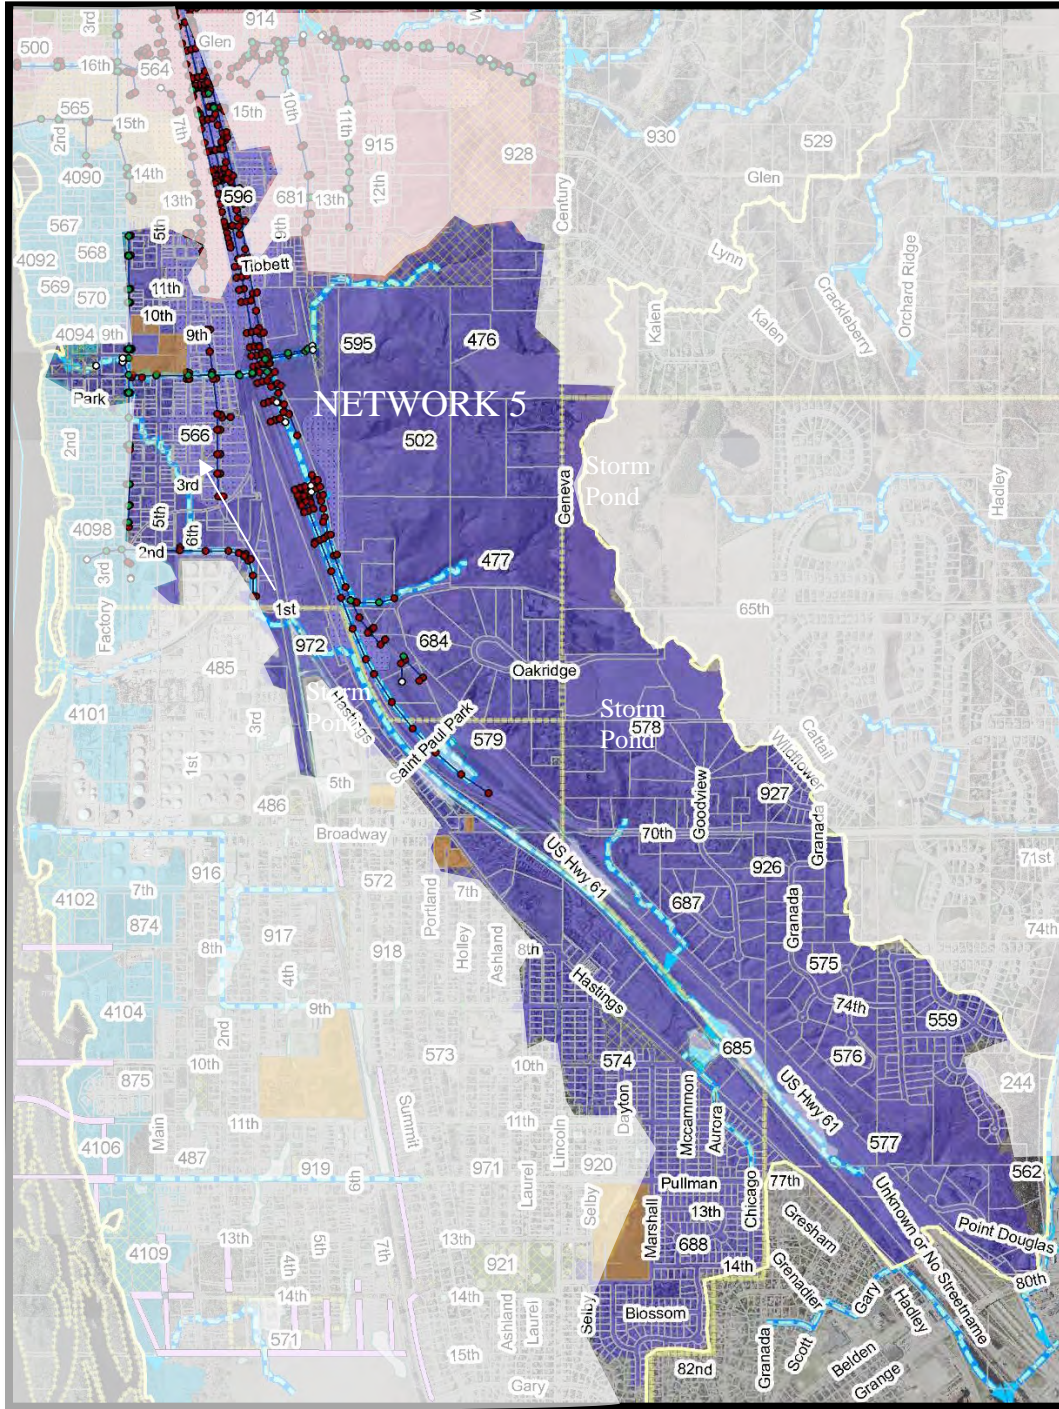 914
3rd
Glen
500
564
16th
10th
15th
565
7th
15th
11th
915
930
529
2nd
928
14th
4090
Glen
596
681
13th
13th
12th
Century
567
5th
568
9th
Lynn
4092
Tibbett
569
11th
Orchard Ridge
570
Crackleberry
10th
Kalen
Kalen
4094
9th
9th
595
476
Park
NETWORK 5
566
502
2nd
Storm
Pond
Geneva
Hadley
3rd
5th
4098
6th
2nd
477
3rd
1st
65th
Factory
972
684
485
Oakridge
4101
Storm
Pond
Hastings
Storm
Pond
3rd
578
Saint Paul Park
579
Cattail
Wildflower
1st
5th
486
Goodview
927
Broadway
70th
Granada
US Hwy 61
71st
916
572
926
4102
7th
Portland
7th
687
874
Holley
Granada
917
Ashland
74th
8th
918
8th
4th
575
Hastings
74th
9th
559
4104
2nd
685
573
574
576
10th
10th
875
Dayton
Mccammon
Aurora
US Hwy 61
244
Summit
11th
Main
11th
Lincoln
577
4106
487
919
971
920
6th
562
77th
Pullman
Laurel
Chicago
Selby
Unknown or No Streetname
13th
Marshall
Gresham
Point Douglas
13th
5th
13th
4109
7th
688
4th
921
14th
80th
Grenadier
14th
14th
Gary
Hadley
Ashland
Laurel
Selby
Blossom
571
Granada
Scott
15th
Belden
82nd
Grange
Gary